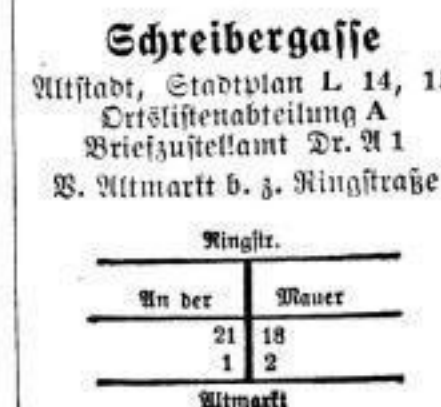 Schreibergasse
Altstadt, Stadtplan L 14,
Ortslistenabteilung A
Briefzustellamt Dr. A 1
V. Altmarkt b. z. Ringstraße
Ringstr.
An der Mauer
21 18
1 2
Altmarkt